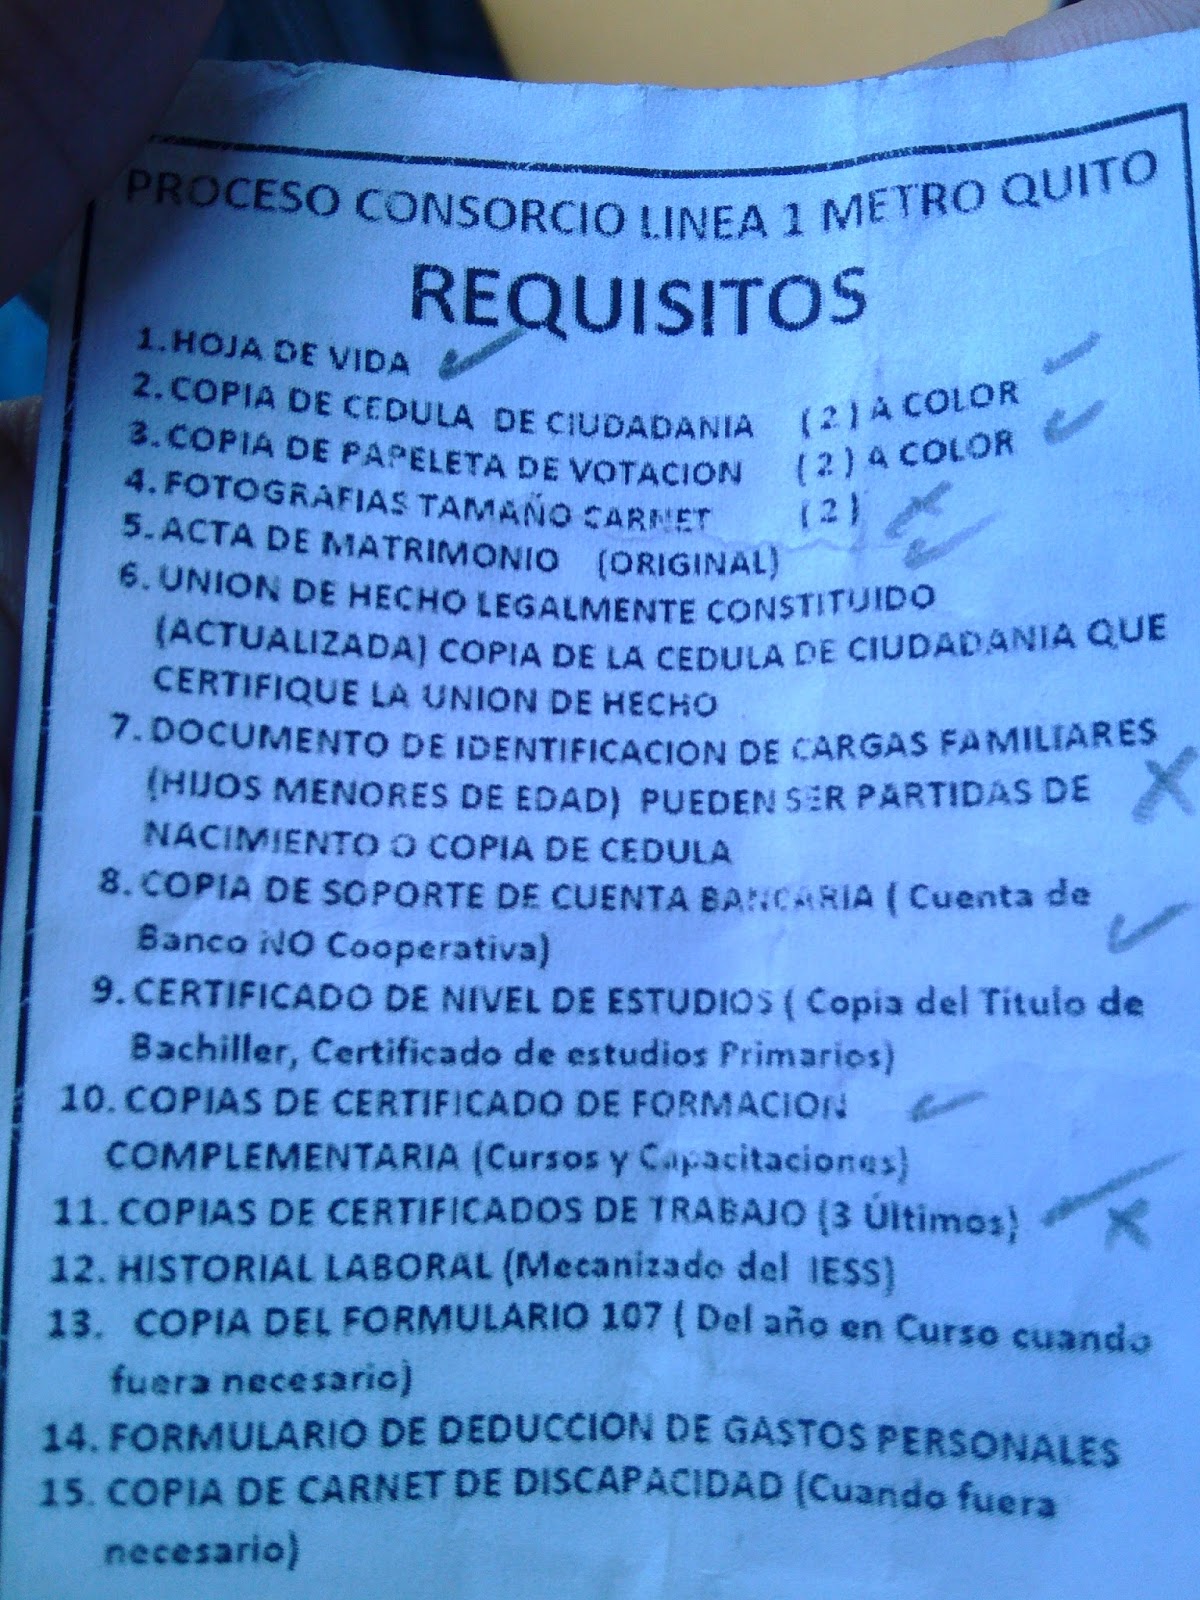 PROCESO CONSORCIO LINEA 1 METRO QUITO
REQUISITOS
1. HOJA DE VIDA
2. COPIA DE CEDULA DE CIUDADANIA (2) A COLOR
3. COPIA DE PAPELETA DE VOTACION (2) A COLOR
4. FOTOGRAFIAS TAMAÑO CARNET (2)
5. ACTA DE MATRIMONIO (ORIGINAL)
6. UNION DE HECHO LEGALMENTE CONSTITUIDO
(ACTUALIZADA) COPIA DE LA CEDULA DE CIUDADANIA QUE
CERTIFIQUE LA UNION DE HECHO
7. DOCUMENTO DE IDENTIFICACION DE CARGAS FAMILIARES
(HIJOS MENORES DE EDAD) PUEDEN SER PARTIDAS DE
NACIMIENTO O COPIA DE CEDULA
8. COPIA DE SOPORTE DE CUENTA BANCARIA ( Cuenta de
Banco NO Cooperativa)
9. CERTIFICADO DE NIVEL DE ESTUDIOS ( Copia del Titulo de
Bachiller, Certificado de estudios Primarios)
10. COPIAS DE CERTIFICADO DE FORMACION
COMPLEMENTARIA (Cursos y Capacitaciones)
11. COPIAS DE CERTIFICADOS DE TRABAJO (3 Últimos)
12. HISTORIAL LABORAL (Mecanizado del IESS)
13. COPIA DEL FORMULARIO 107 ( Del año en Curso cuando
fuera necesario)
14. FORMULARIO DE DEDUCCION DE GASTOS PERSONALES
15. COPIA DE CARNET DE DISCAPACIDAD (Cuando fuera
necesario)